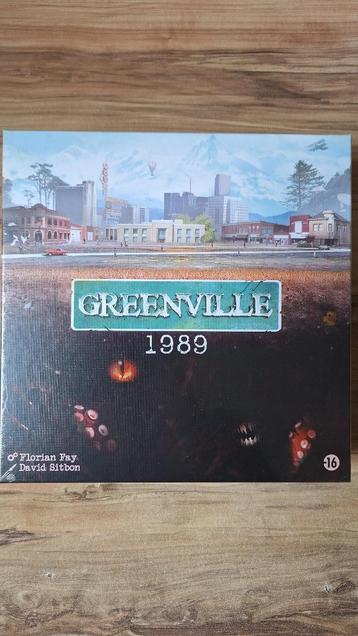 GREENVILLE
1989
Florian Fay
David Sitbon
-16